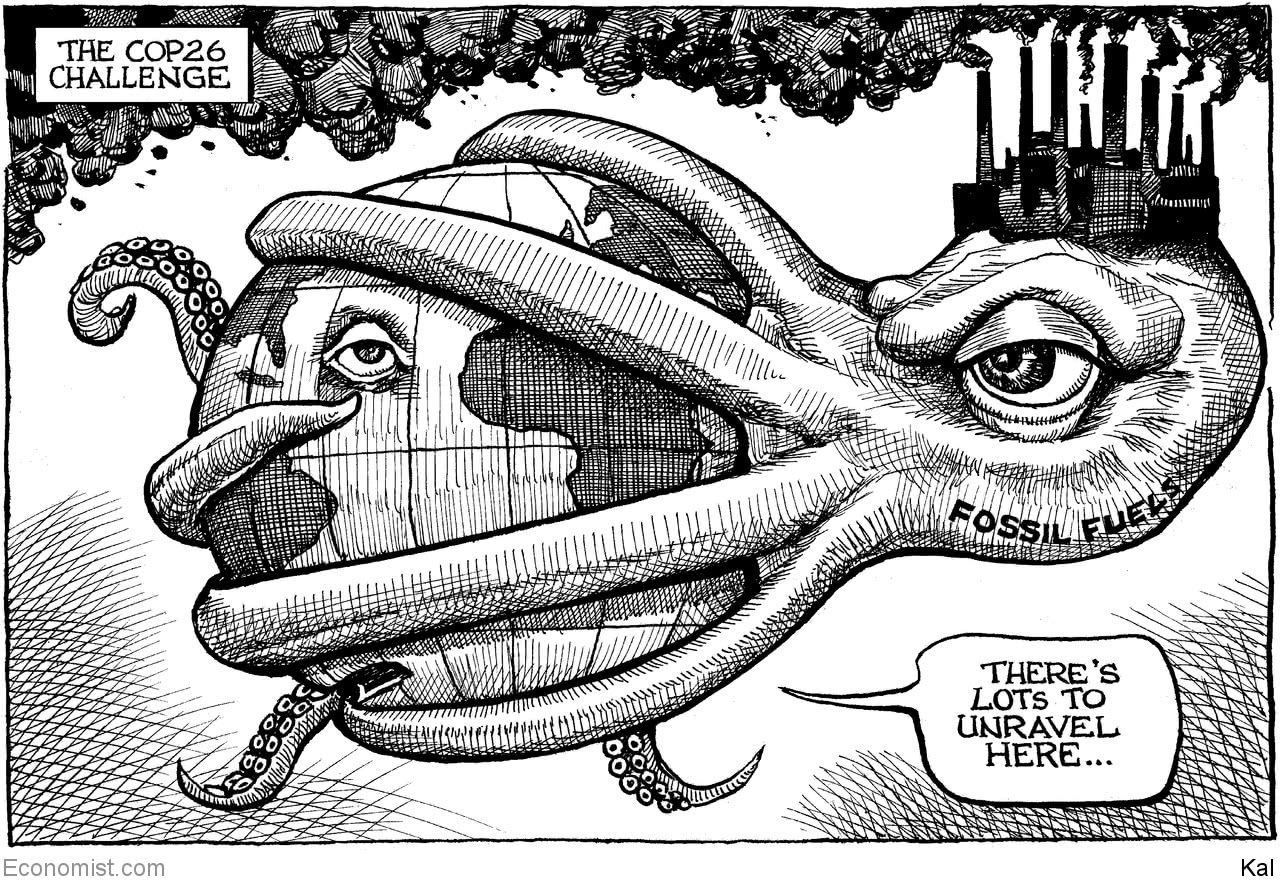 THE COP26
CHALLENGE
FOSSIL FUELS
THERE'S
LOTS TO
UNRAVEL
HERE...
Economist.com
Kal